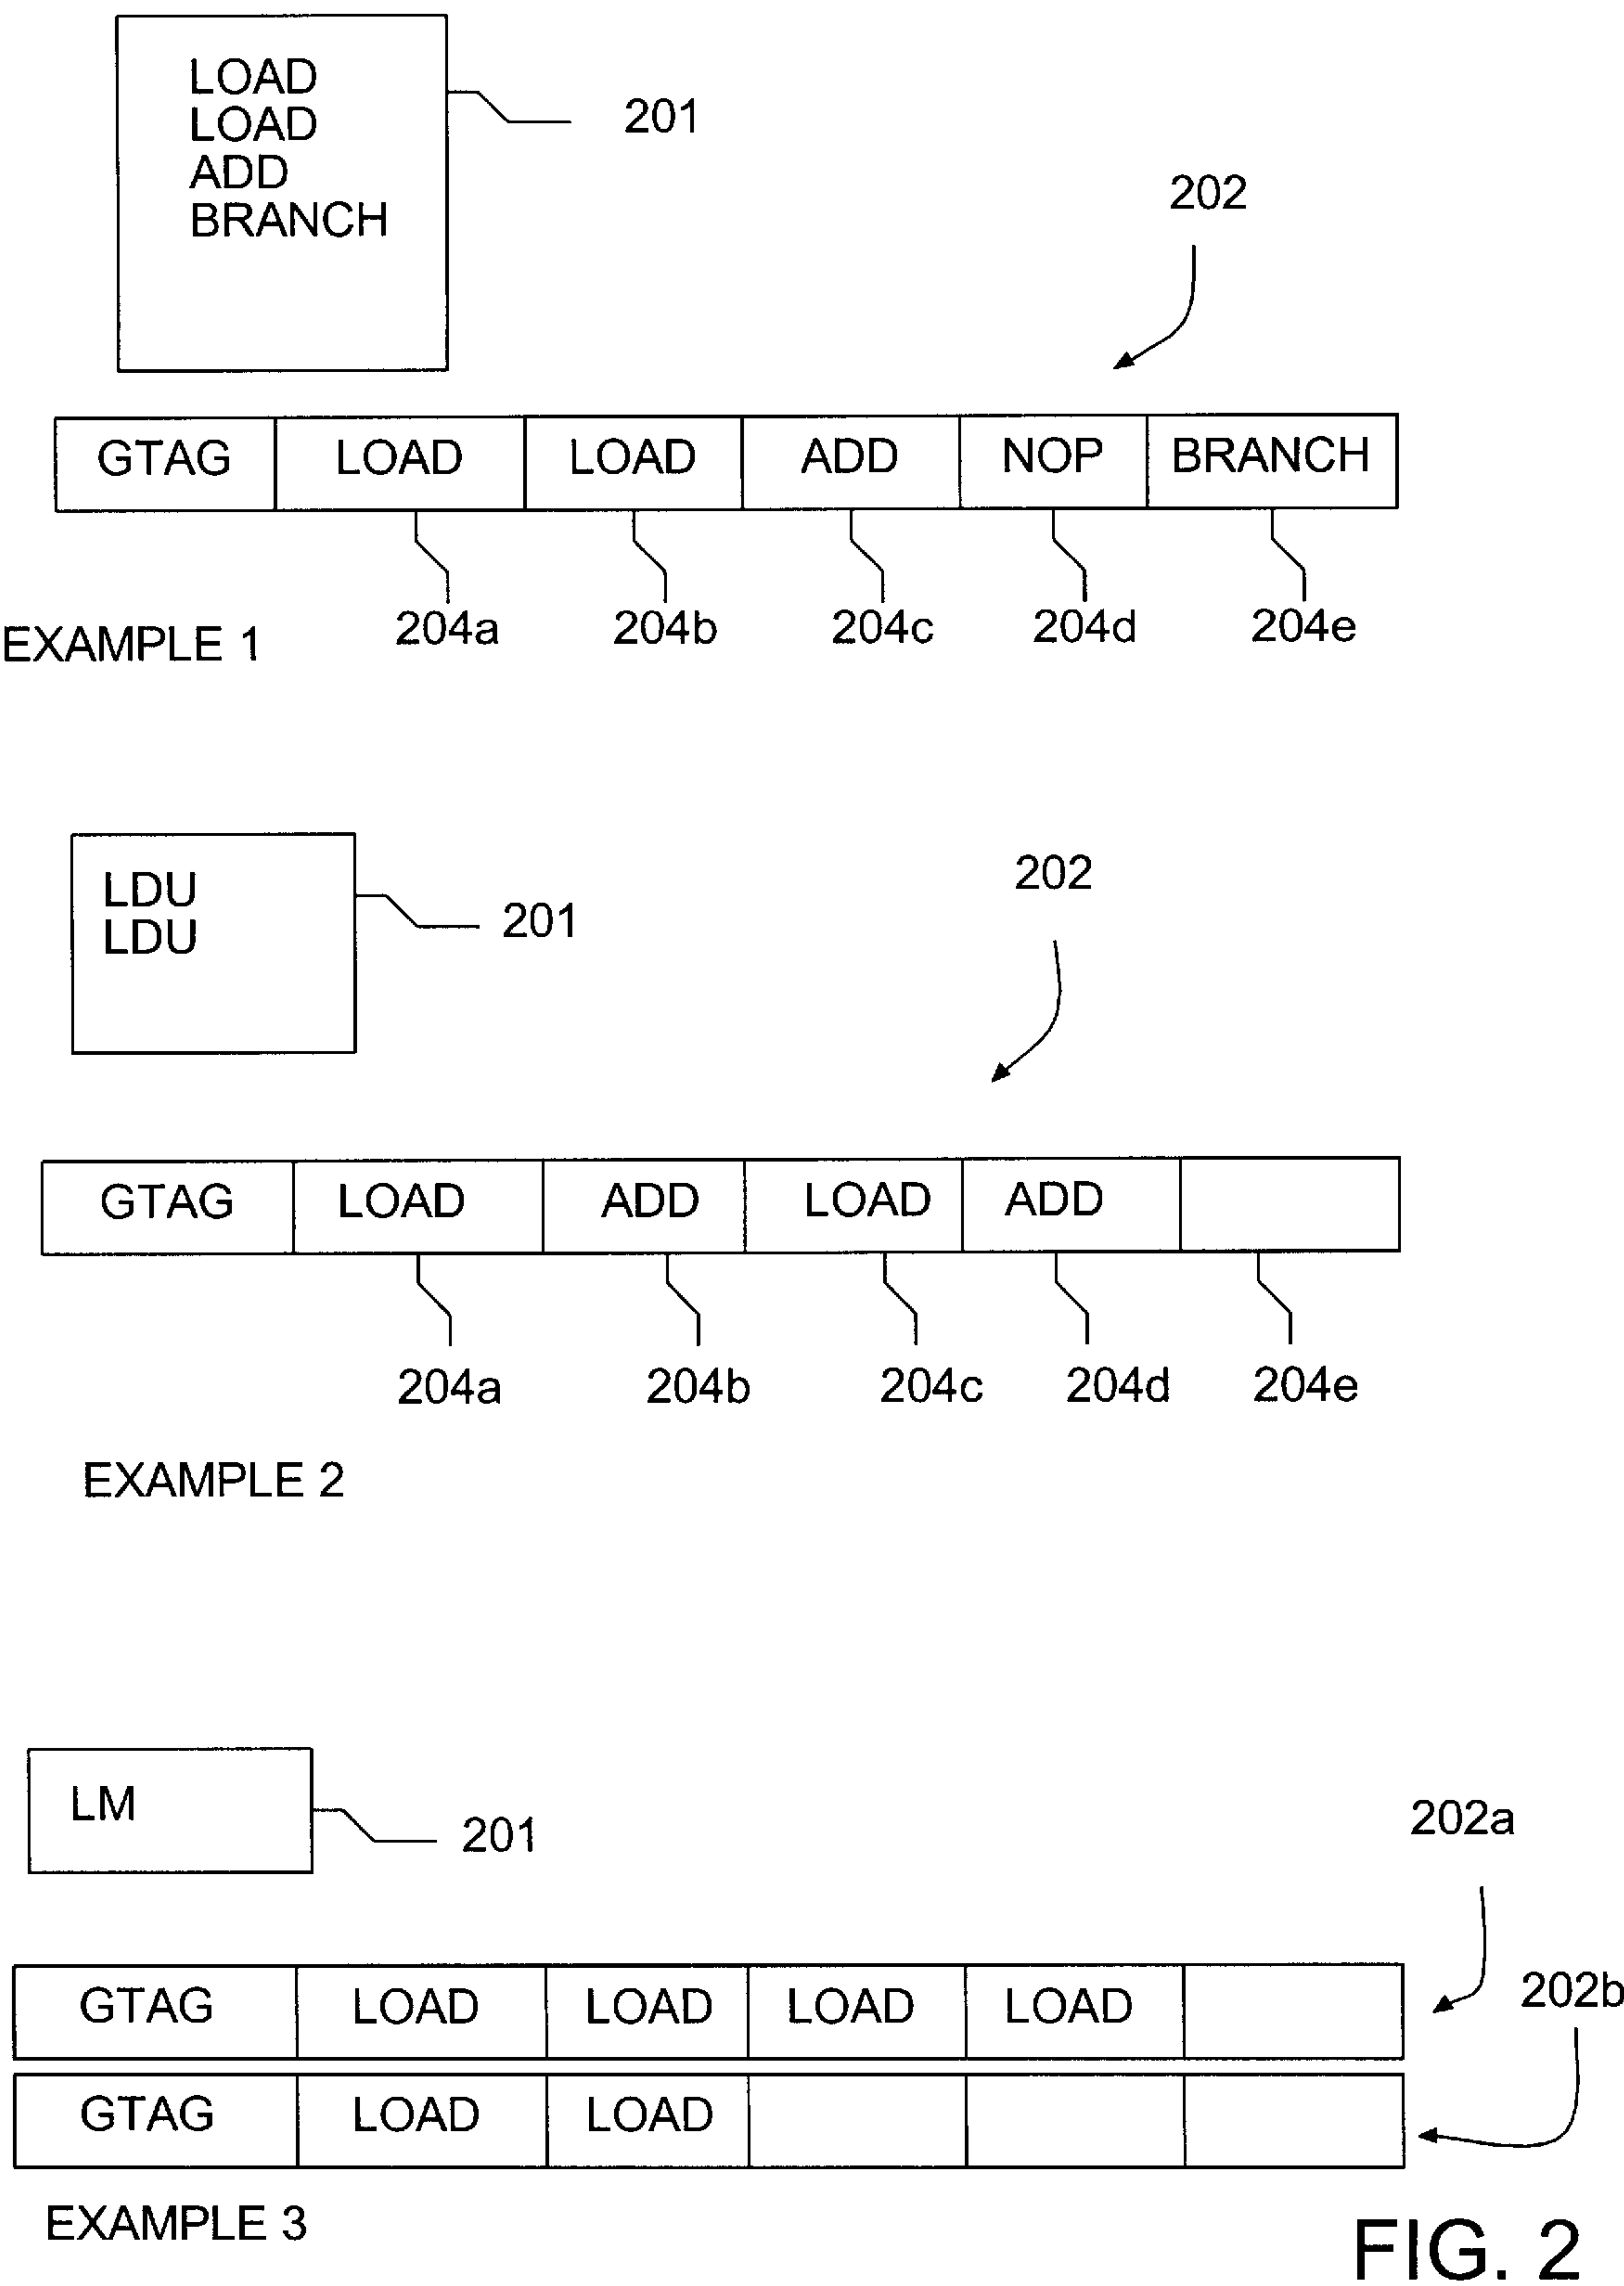 LOAD
LOAD
ADD
BRANCH
201
202
GTAG LOAD LOAD ADD NOP BRANCH
204a 204b 204c 204d 204e
EXAMPLE 1
LDU
LDU
201
202
GTAG LOAD ADD LOAD ADD
204a 204b 204c 204d 204e
EXAMPLE 2
LM
201
202a
GTAG LOAD LOAD LOAD LOAD
202b
GTAG LOAD LOAD
EXAMPLE 3
FIG. 2